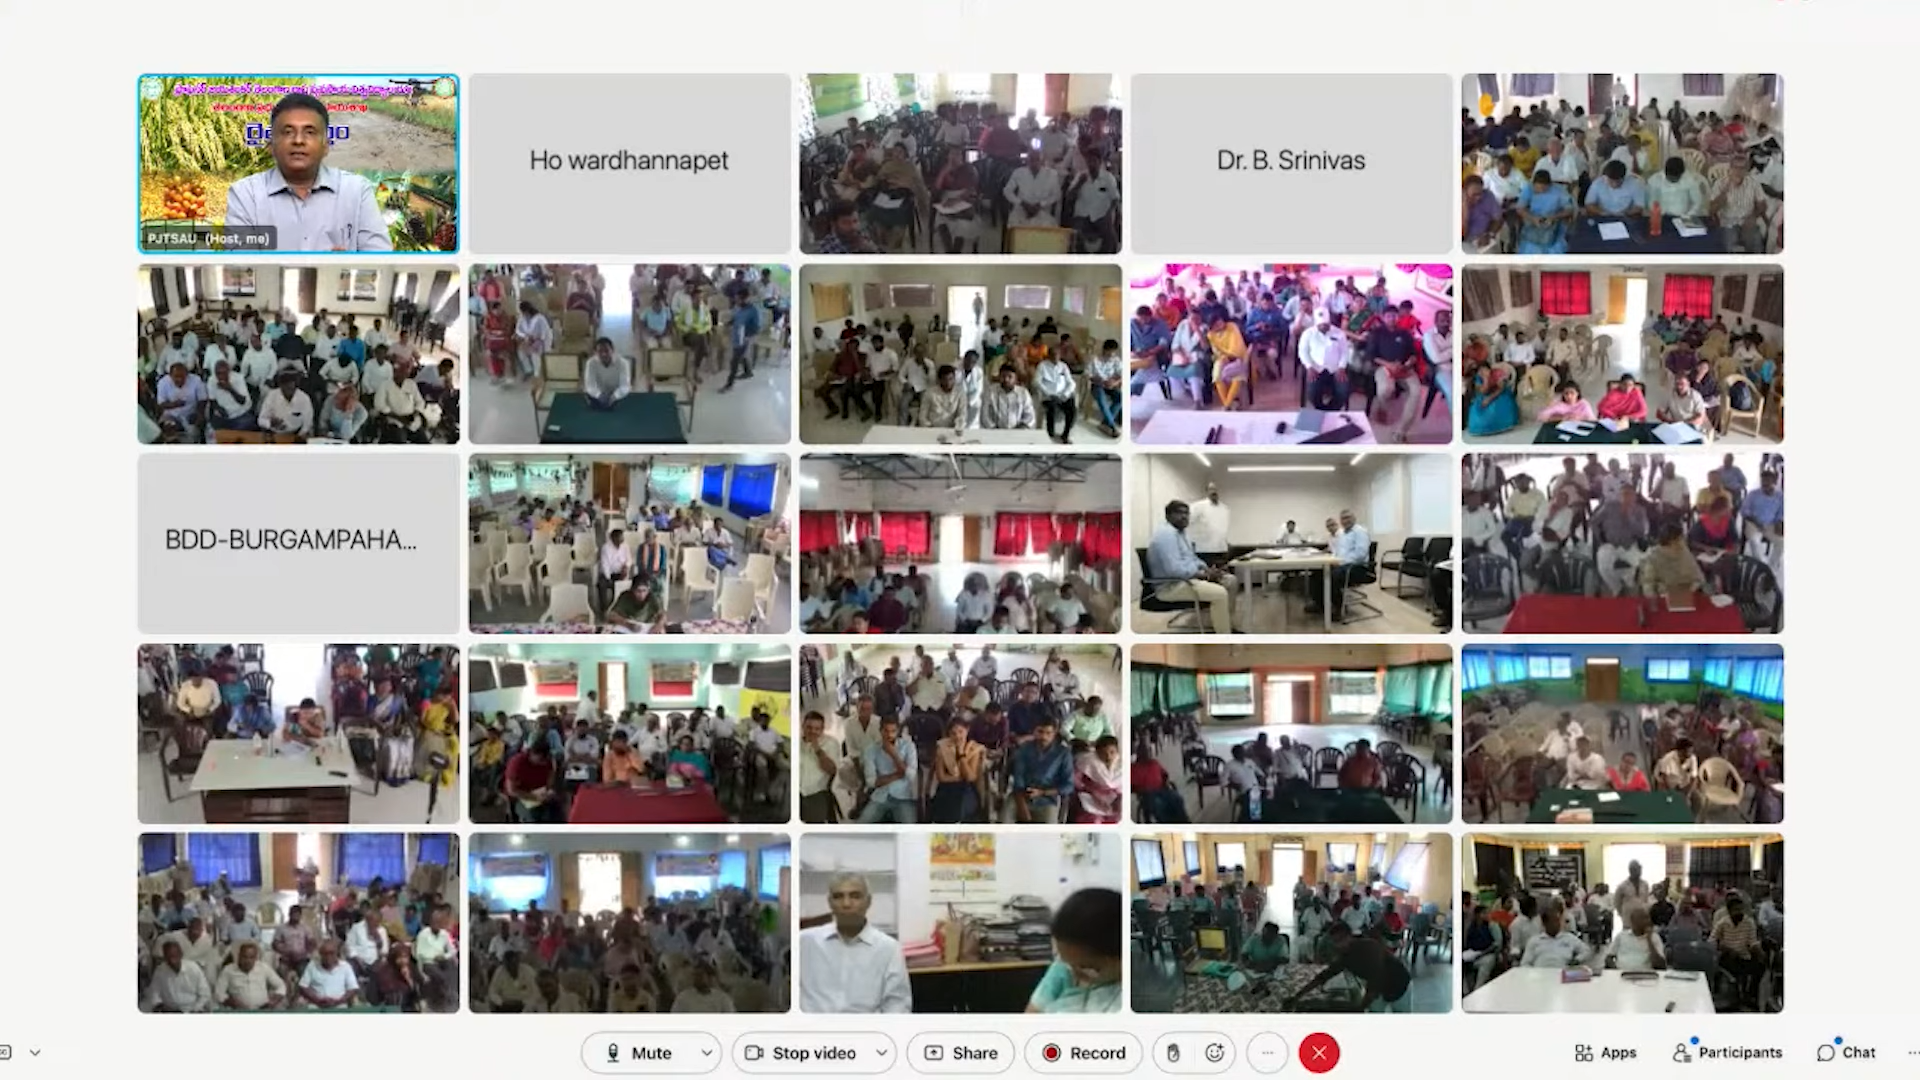 PJTSAU (Host, me)
Ho wardhannapet
Dr. B. Srinivas
BDD-BURGAMPAHA...
Mute
Stop video
Share
Record
Apps
Participants
Chat